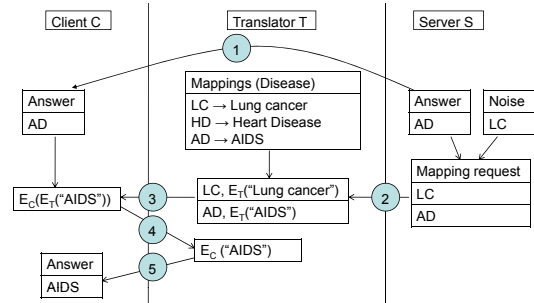 Client C
Translator T
Server S
1
Mappings (Disease)
LC → Lung cancer
HD → Heart Disease
AD → AIDS
Answer
AD
Answer
AD
Noise
LC
Mapping request
LC
AD
2
LC, E_T("Lung cancer")
AD, E_T("AIDS")
3
E_C(E_T("AIDS"))
4
E_C ("AIDS")
5
Answer
AIDS